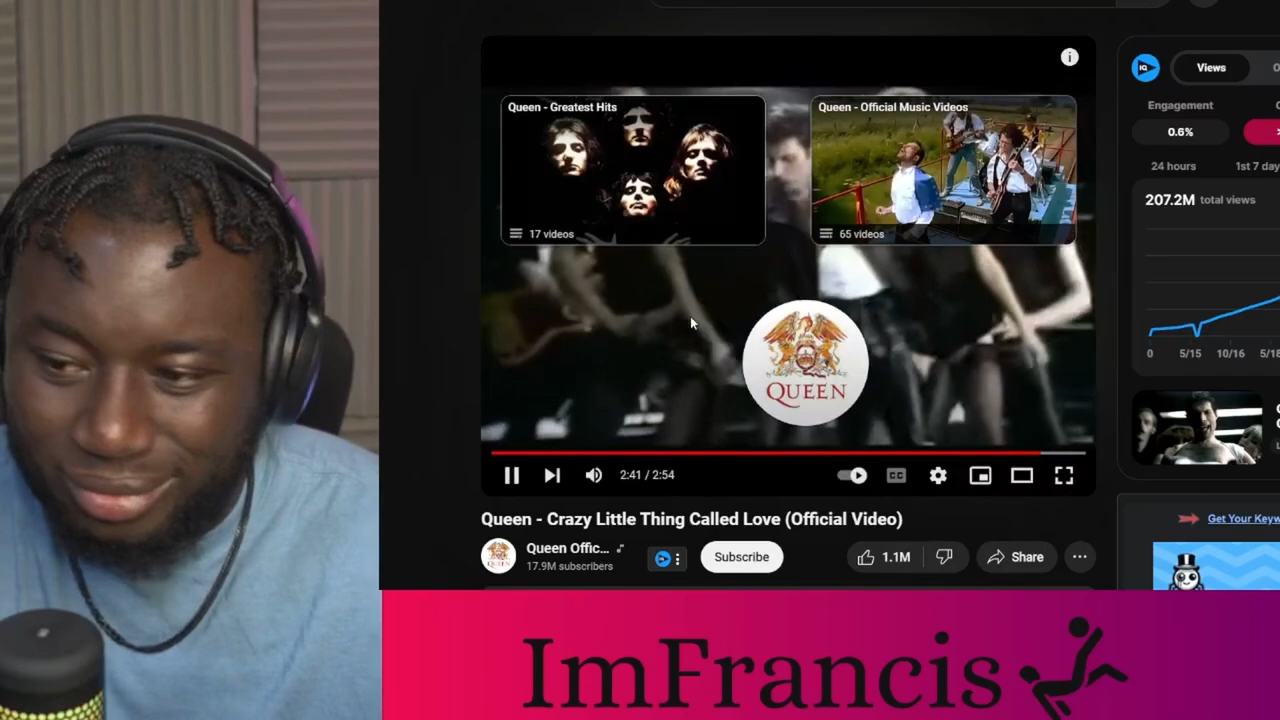 Queen - Greatest Hits
17 videos
Queen - Official Music Videos
65 videos
QUEEN
2:41 / 2:54
CC
Queen - Crazy Little Thing Called Love (Official Video)
QUEEN
Queen Offic...
17.9M subscribers
Subscribe
1.1M
Share
IQ
Views
Engagement
0.6%
24 hours
1st 7 day
207.2M total views
0 5/15 10/16 5/18
Get Your Keyw
ImFrancis